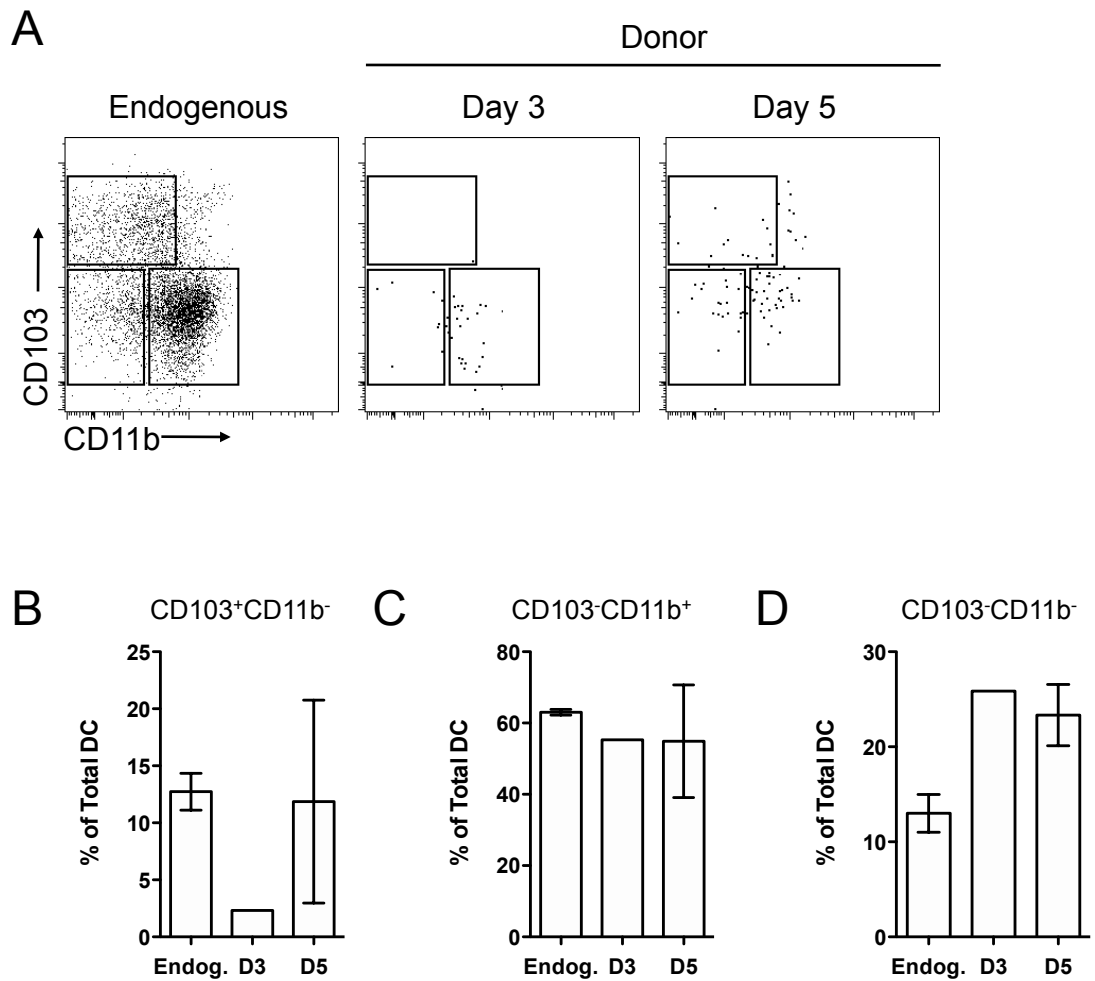 A
Donor
Endogenous
Day 3
Day 5
CD103
CD11b
B
CD103⁺CD11b⁻
% of Total DC
25
20
15
10
5
0
Endog. D3 D5
C
CD103⁻CD11b⁺
% of Total DC
80
60
40
20
0
Endog. D3 D5
D
CD103⁻CD11b⁻
% of Total DC
30
20
10
0
Endog. D3 D5